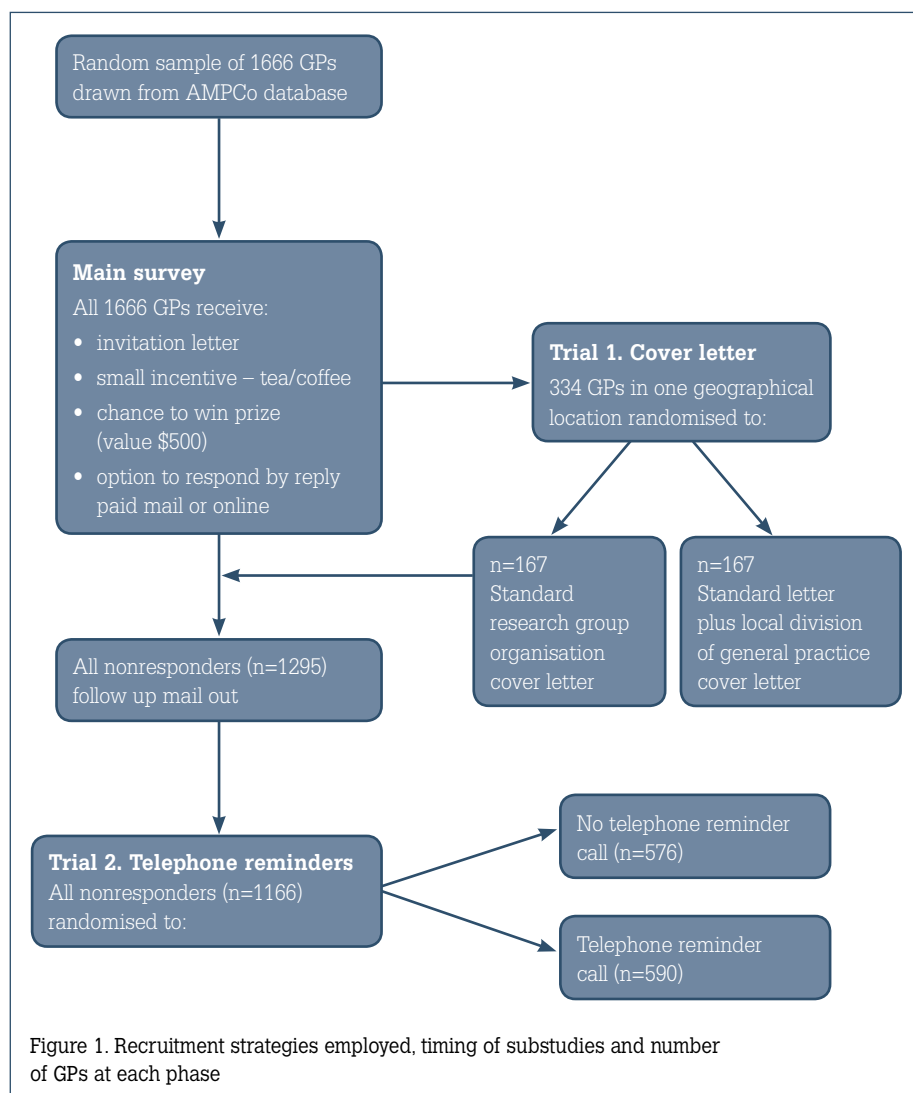 Random sample of 1666 GPs
drawn from AMPCo database
Main survey
All 1666 GPs receive:
• invitation letter
• small incentive – tea/coffee
• chance to win prize
(value $500)
• option to respond by reply
paid mail or online
Trial 1. Cover letter
334 GPs in one geographical
location randomised to:
n=167
Standard
research group
organisation
cover letter
n=167
Standard letter
plus local division
of general practice
cover letter
All nonresponders (n=1295)
follow up mail out
Trial 2. Telephone reminders
All nonresponders (n=1166)
randomised to:
No telephone reminder
call (n=576)
Telephone reminder
call (n=590)
Figure 1. Recruitment strategies employed, timing of substudies and number
of GPs at each phase